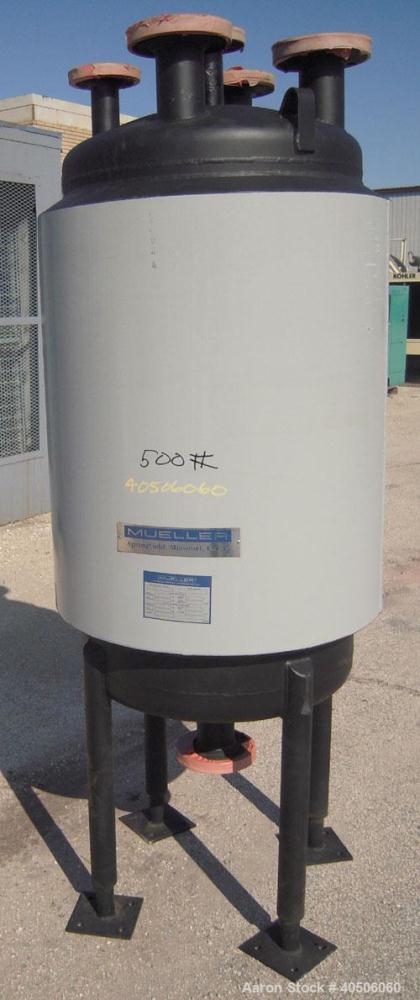 KOHLER
500#
40506060
MUELLER
Springfield, Missouri, U.S.A.
MUELLER
Aaron Stock # 40506060